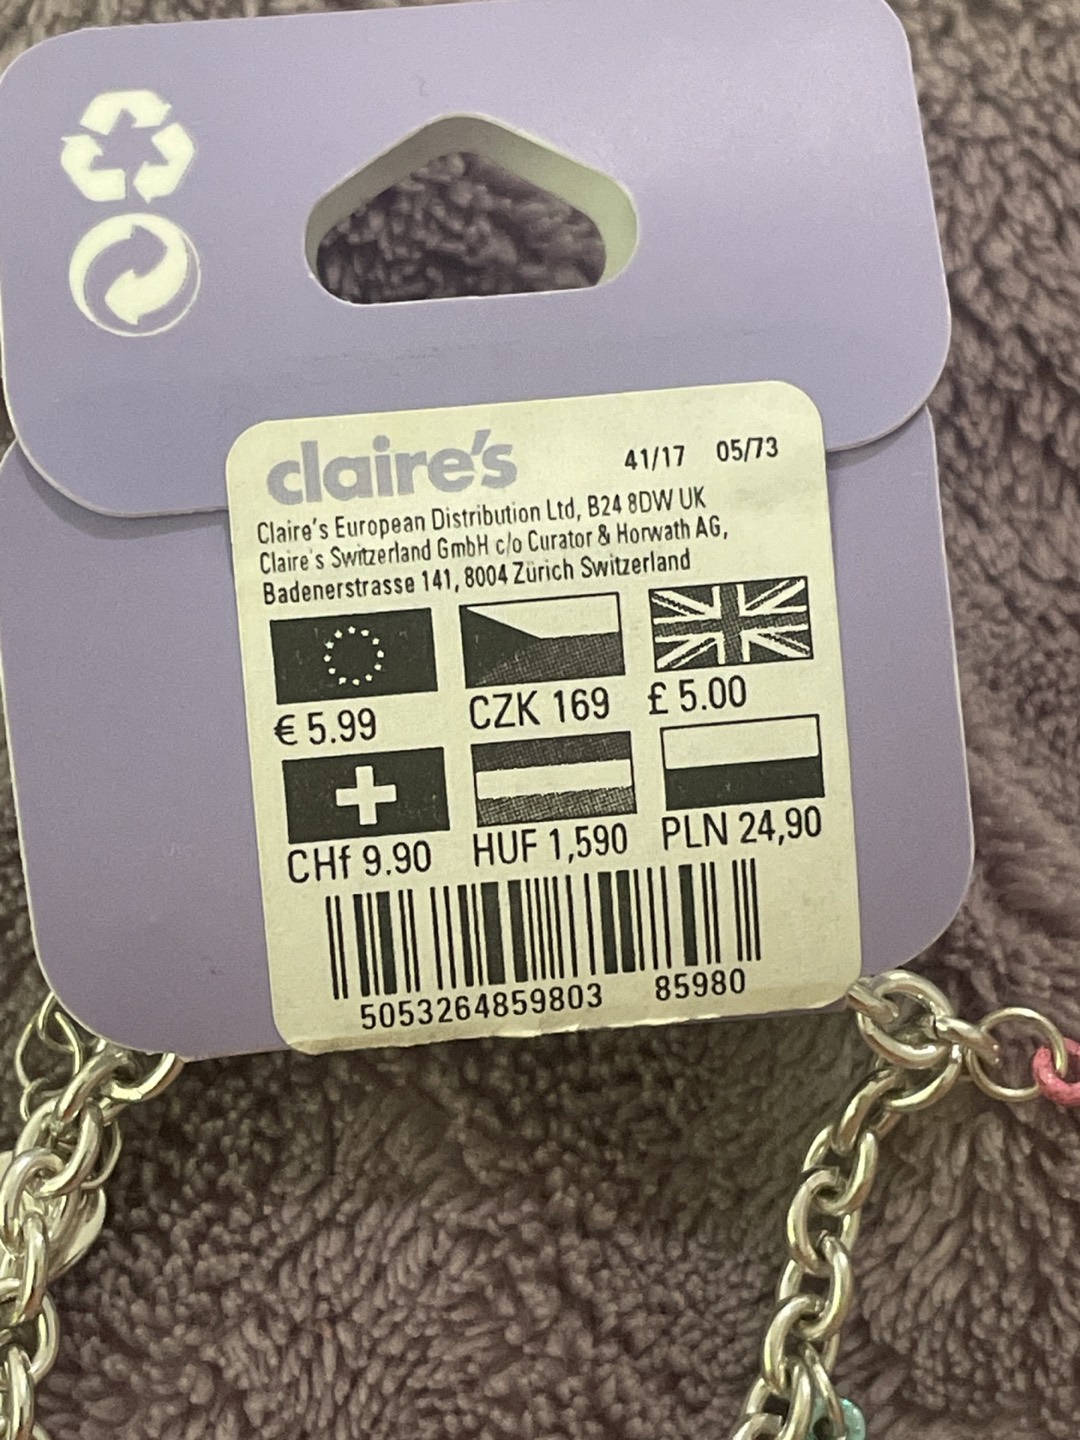 claire's 41/17 05/73
Claire's European Distribution Ltd, B24 8DW UK
Claire's Switzerland GmbH c/o Curator & Horwath AG,
Badenerstrasse 141, 8004 Zürich Switzerland
€ 5.99 CZK 169 £ 5.00
CHf 9.90 HUF 1,590 PLN 24,90
5053264859803 85980